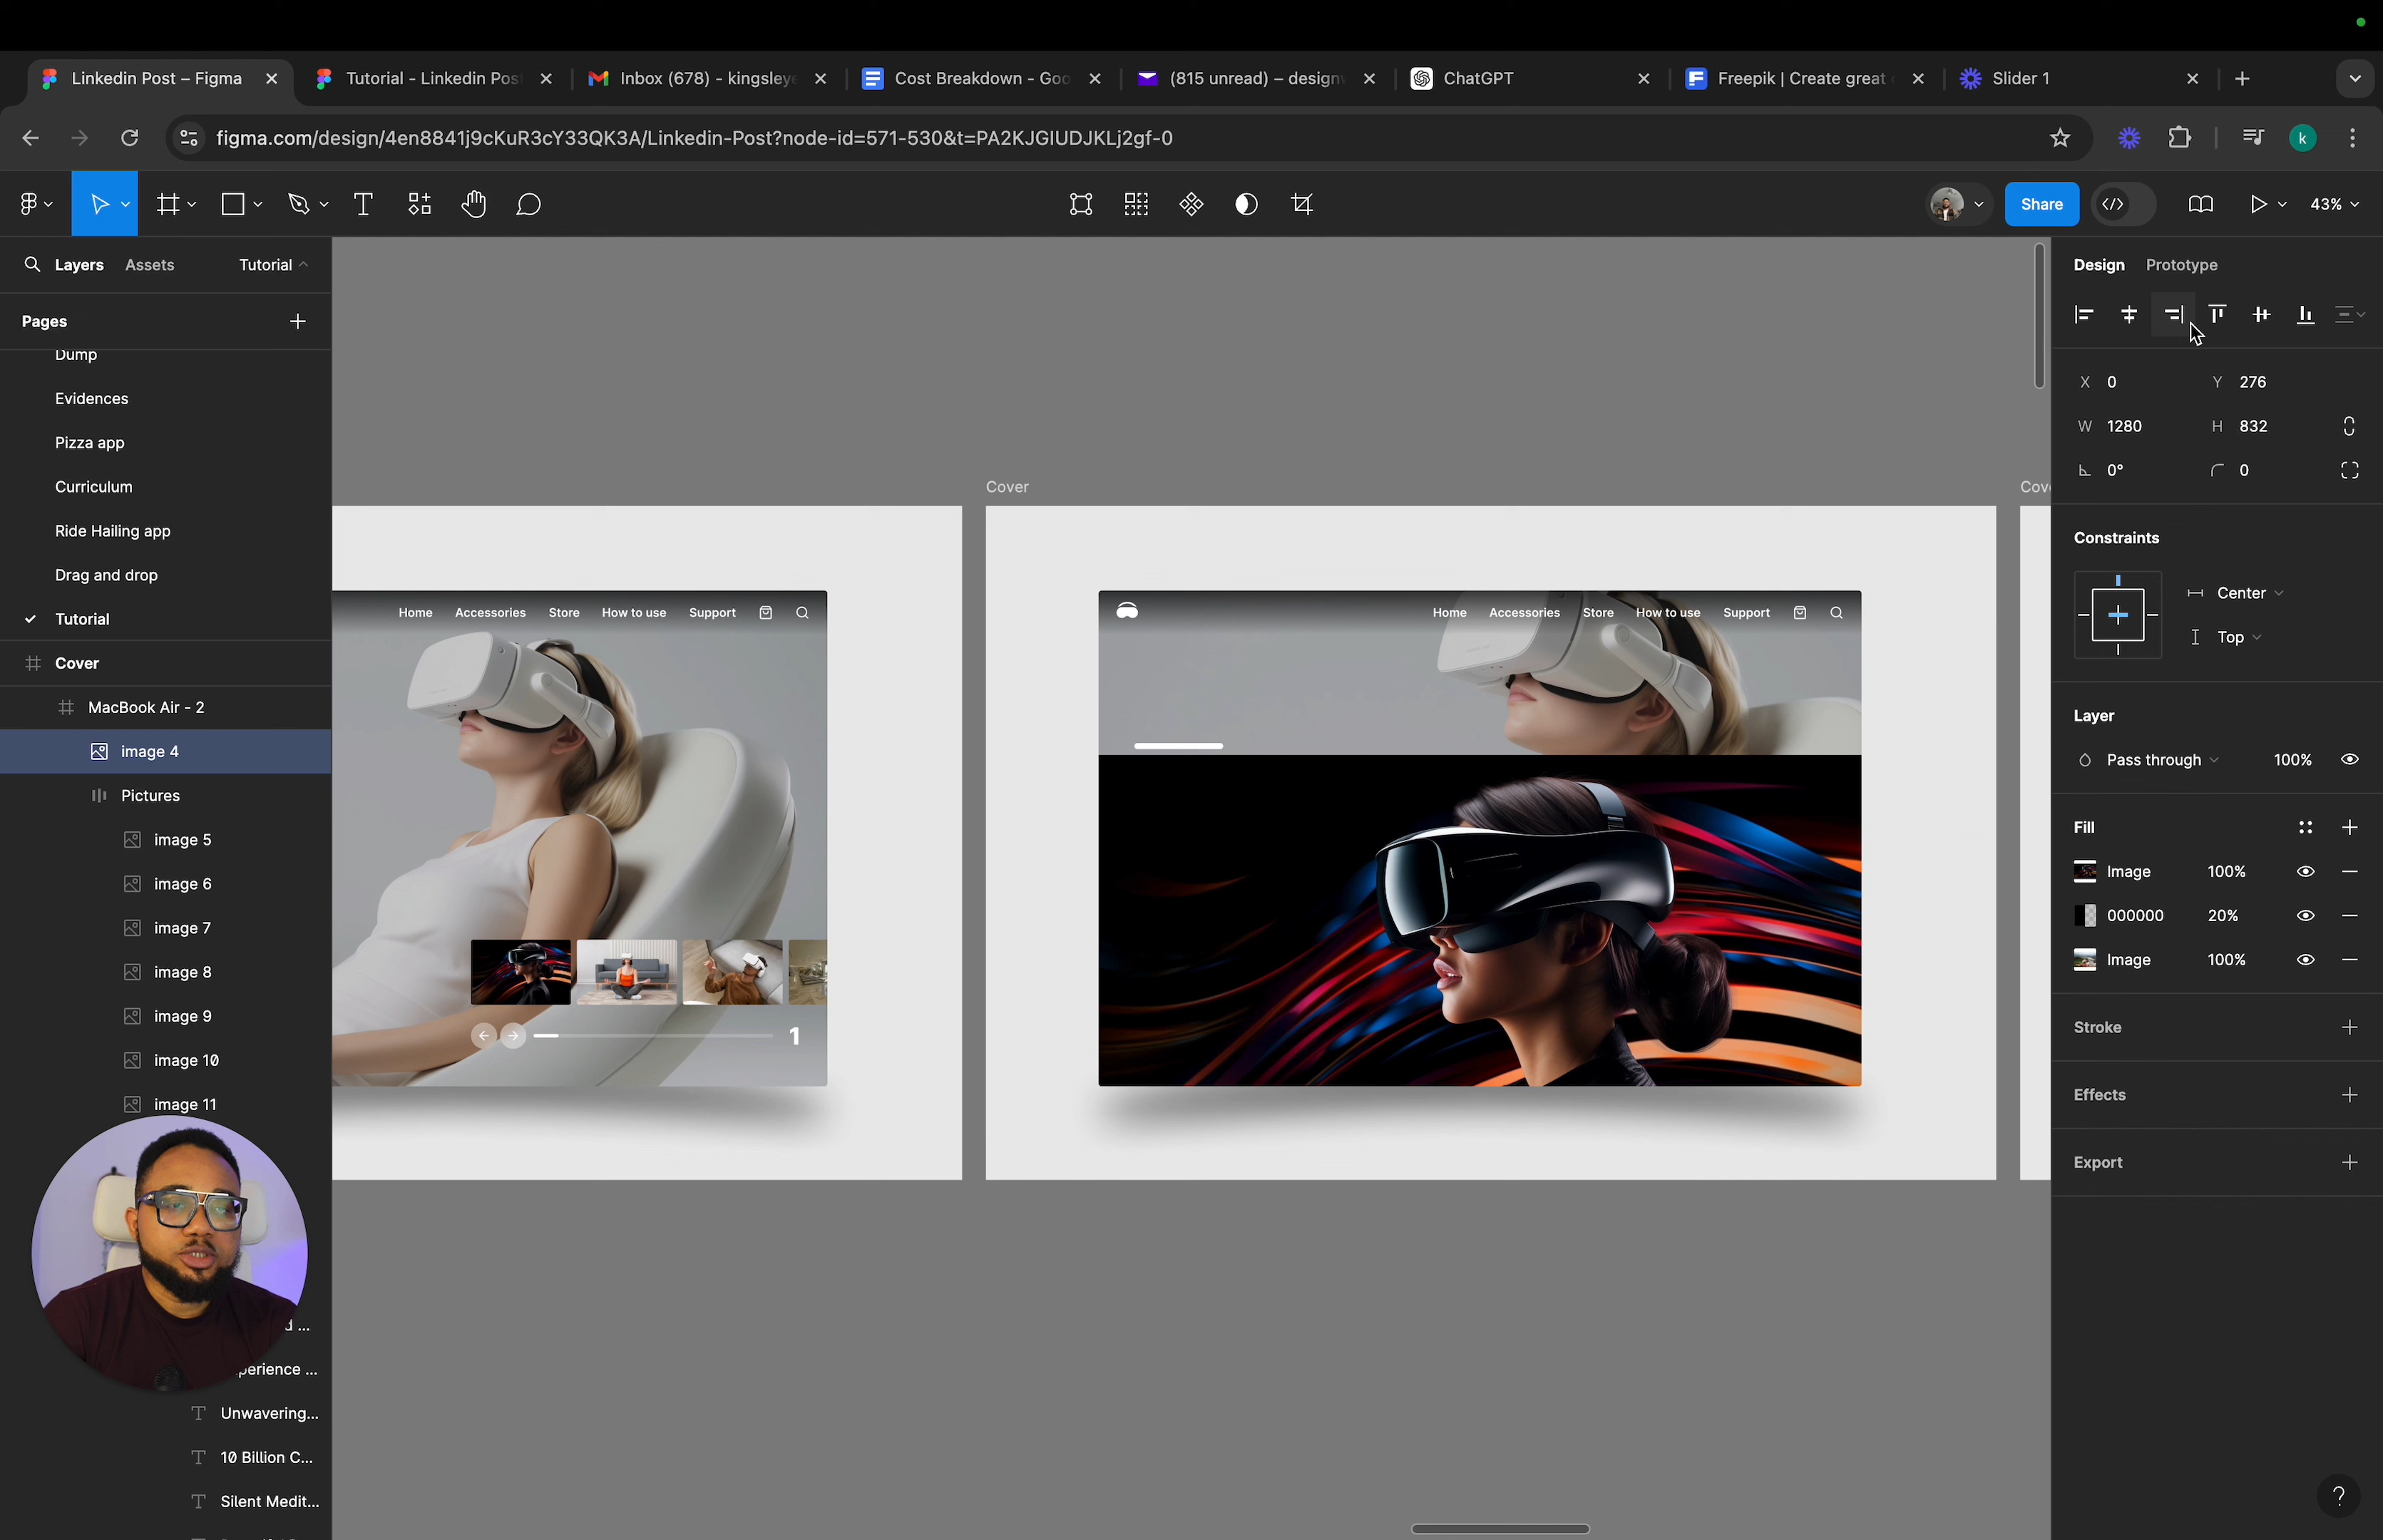 Linkedin Post – Figma
Tutorial - Linkedin Pos
Inbox (678) - kingsleye
Cost Breakdown - Goo
(815 unread) – design
ChatGPT
Freepik | Create great
Slider 1
figma.com/design/4en8841j9cKuR3cY33QK3A/Linkedin-Post?node-id=571-530&t=PA2KJGIUDJKLj2gf-0
k
Share
43%
Layers
Assets
Tutorial
Pages
Dump
Evidences
Pizza app
Curriculum
Ride Hailing app
Drag and drop
Tutorial
Cover
MacBook Air - 2
image 4
Pictures
image 5
image 6
image 7
image 8
image 9
image 10
image 11
d ...
perience ...
Unwavering...
10 Billion C...
Silent Medit...
Home Accessories Store How to use Support
1
Cover
Home Accessories Store How to use Support
Cov
Design
Prototype
X 0 Y 276
W 1280 H 832
0° 0
Constraints
Center
Top
Layer
Pass through 100%
Fill
Image 100%
000000 20%
Image 100%
Stroke
Effects
Export
?